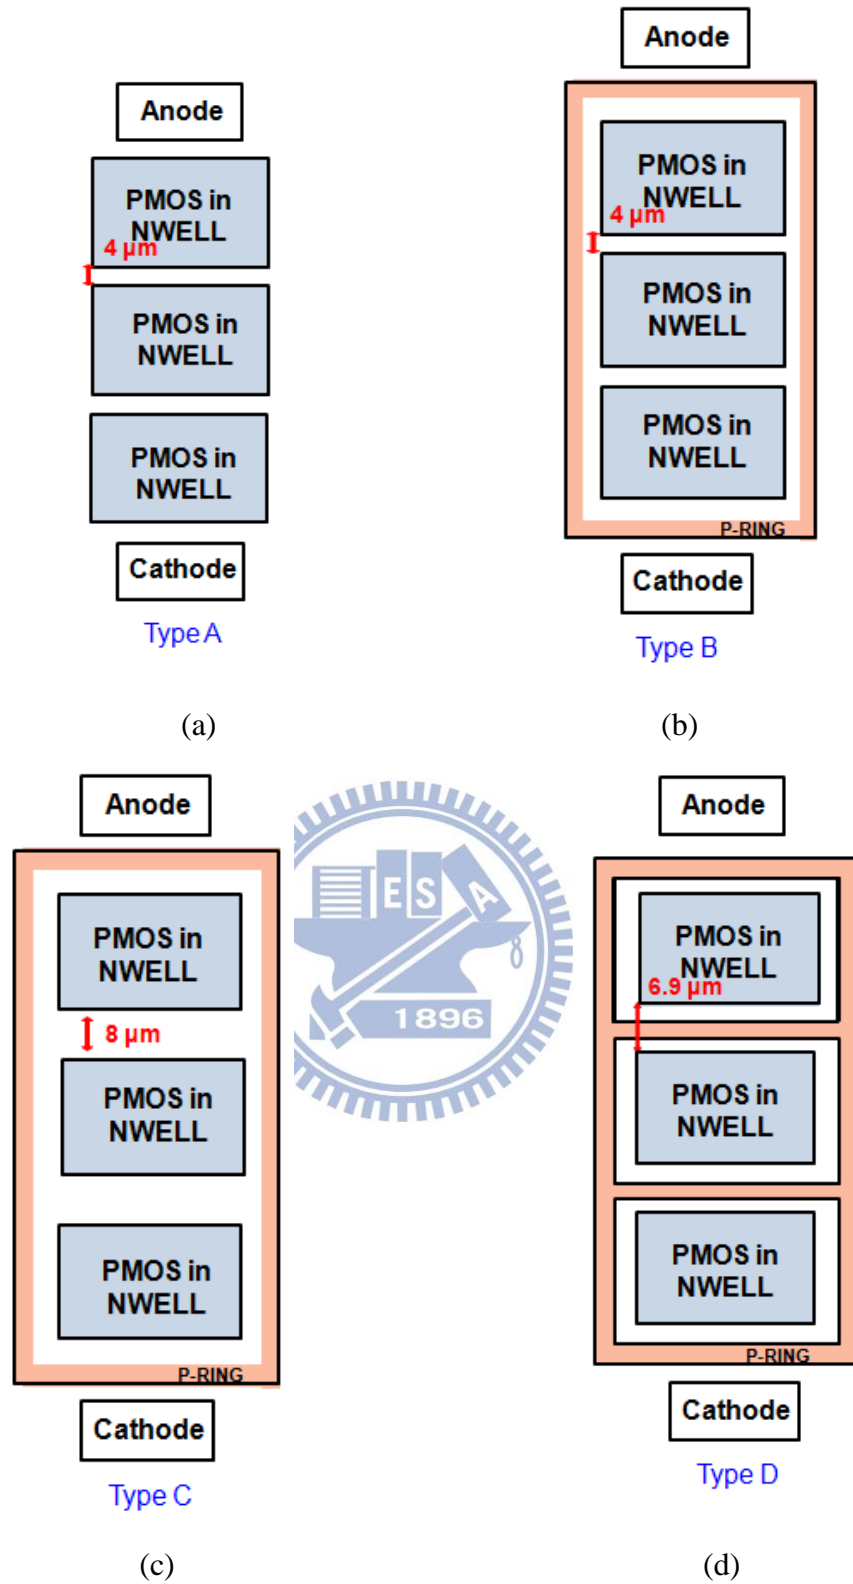 Anode
PMOS in
NWELL
4 µm
PMOS in
NWELL
PMOS in
NWELL
Cathode
Type A
(a)
Anode
PMOS in
NWELL
4 µm
PMOS in
NWELL
PMOS in
NWELL
P-RING
Cathode
Type B
(b)
Anode
PMOS in
NWELL
8 µm
PMOS in
NWELL
PMOS in
NWELL
P-RING
Cathode
Type C
(c)
E S A
1896
Anode
PMOS in
NWELL
6.9 µm
PMOS in
NWELL
PMOS in
NWELL
P-RING
Cathode
Type D
(d)